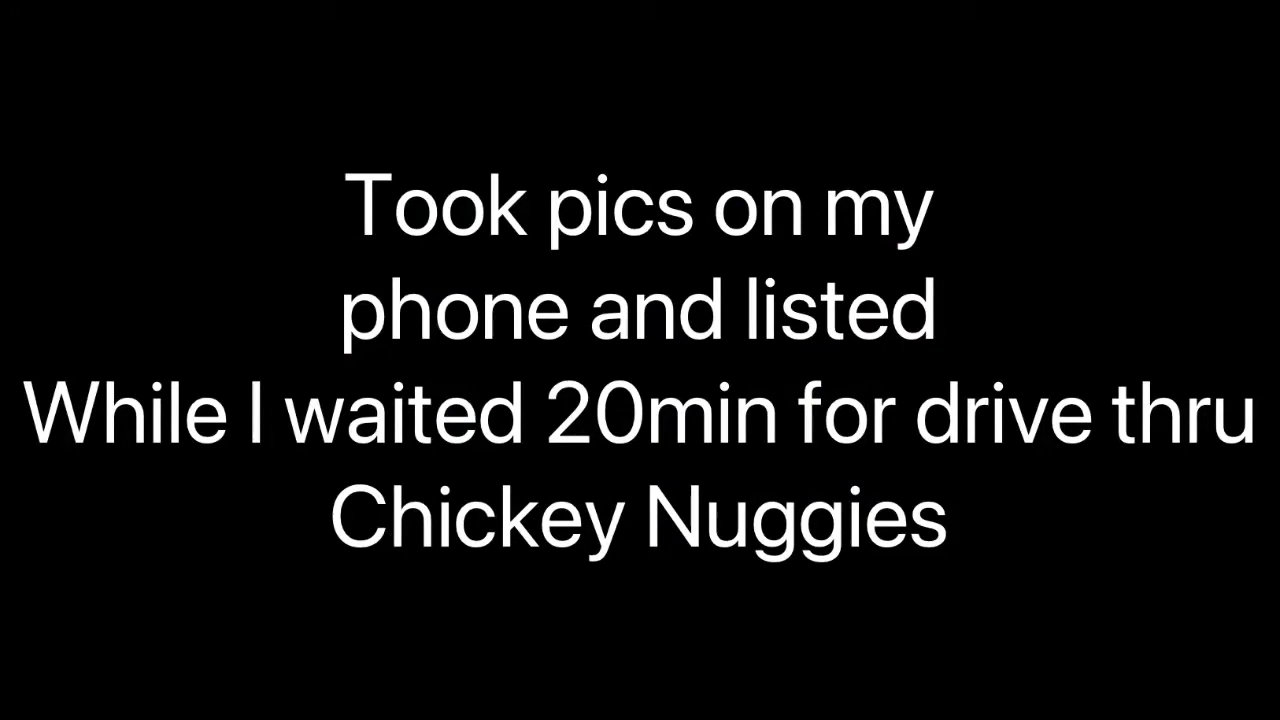 Took pics on my
phone and listed
While I waited 20min for drive thru
Chickey Nuggies